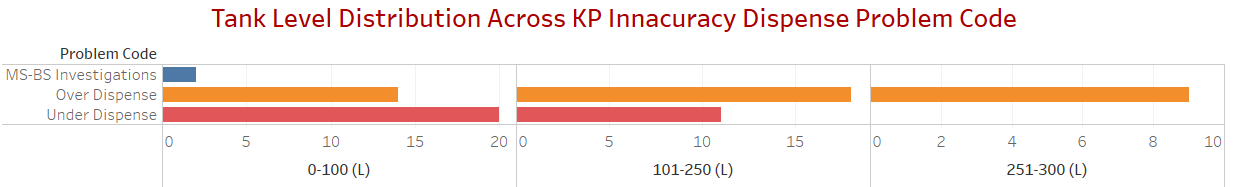 Tank Level Distribution Across KP Innacuracy Dispense Problem Code
Problem Code
MS-BS Investigations
Over Dispense
Under Dispense
0 5 10 15 20 0 5 10 15 0 2 4 6 8 10
0-100 (L) 101-250 (L) 251-300 (L)